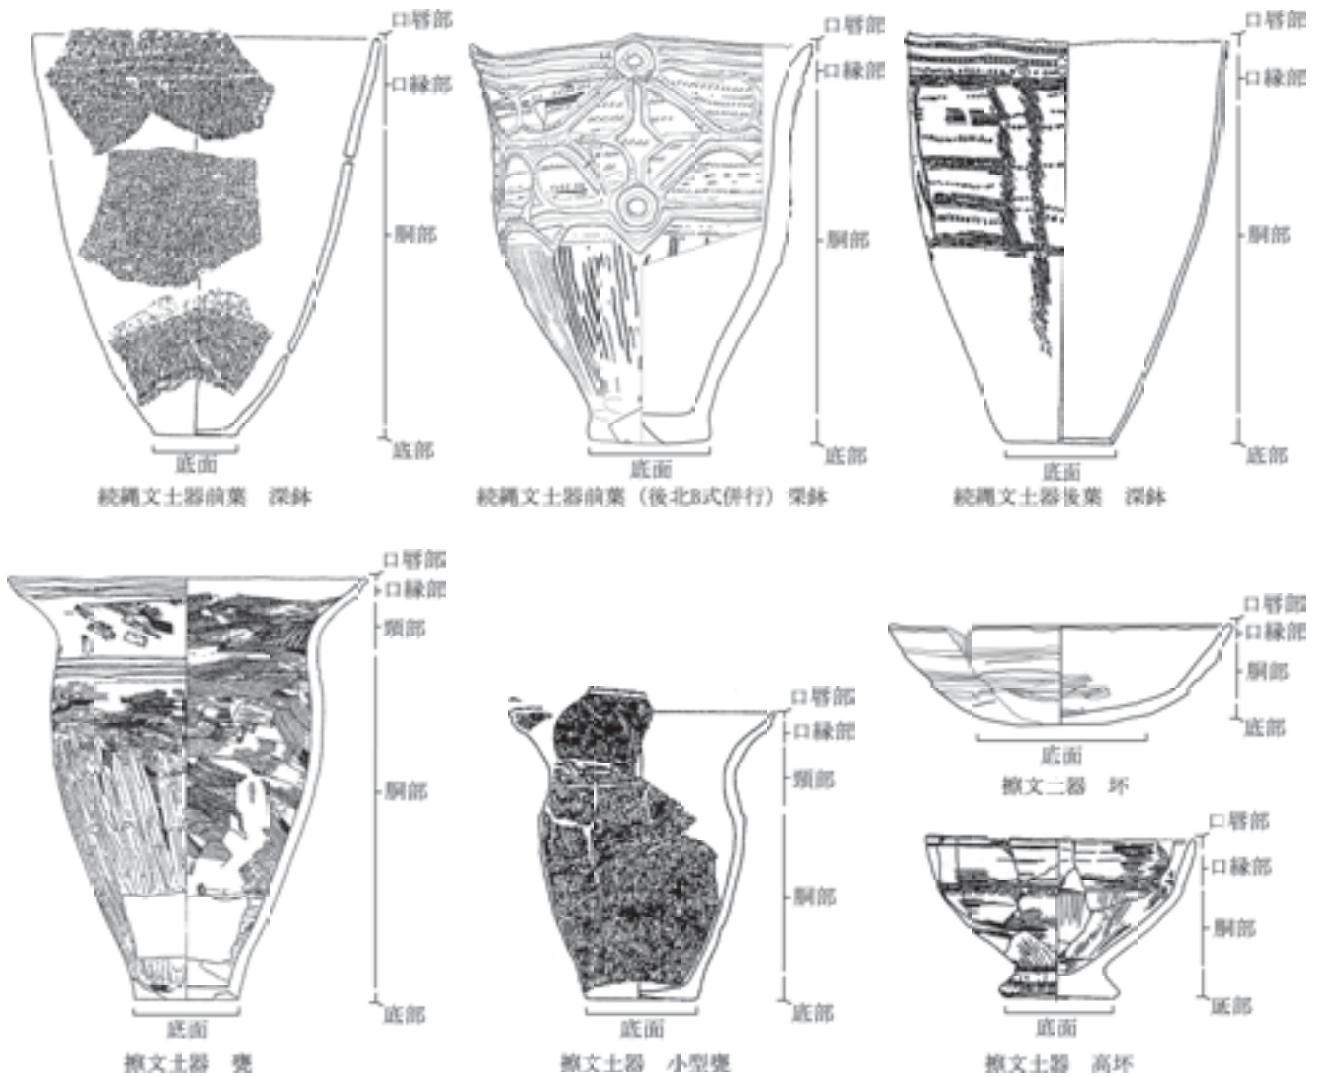 口唇部
口縁部
胴部
底部
底面
続縄文土器前葉　深鉢
口唇部
口縁部
胴部
底部
底面
続縄文土器前葉（後北B式併行）深鉢
口唇部
口縁部
胴部
底部
底面
続縄文土器後葉　深鉢
口唇部
口縁部
頸部
胴部
底部
底面
擦文土器　甕
口唇部
口縁部
頸部
胴部
底部
底面
擦文土器　小型甕
口唇部
口縁部
胴部
底部
底面
擦文土器　坏
口唇部
口縁部
胴部
底部
底面
擦文土器　高坏